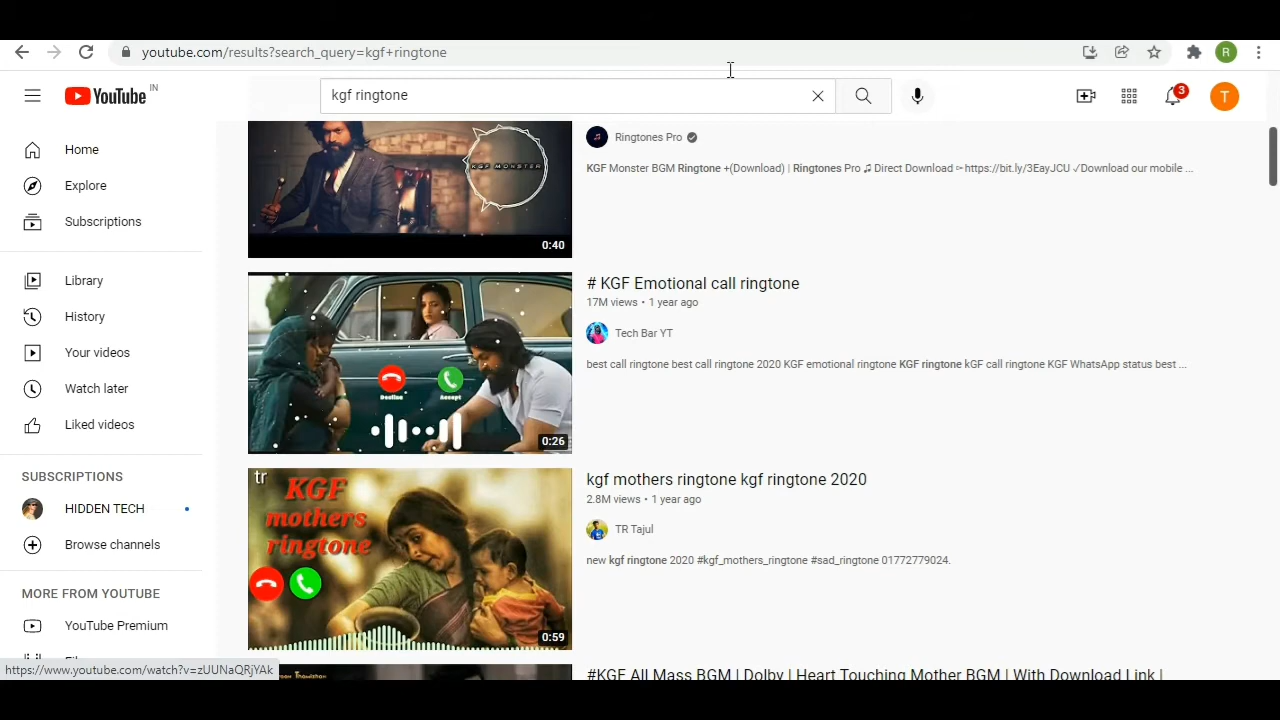 youtube.com/results?search_query=kgf+ringtone
R
YouTube IN
kgf ringtone
3
T
Home
Explore
Subscriptions
Library
History
Your videos
Watch later
Liked videos
SUBSCRIPTIONS
HIDDEN TECH
Browse channels
MORE FROM YOUTUBE
YouTube Premium
KGF MONSTER
0:40
Ringtones Pro
KGF Monster BGM Ringtone +(Download) | Ringtones Pro ♫ Direct Download ➳https://bit.ly/3EayJCU ✓Download our mobile ...
Decline
Accept
0:26
# KGF Emotional call ringtone
17M views • 1 year ago
Tech Bar YT
best call ringtone best call ringtone 2020 KGF emotional ringtone KGF ringtone kGF call ringtone KGF WhatsApp status best ...
tr
KGF
mothers
ringtone
0:59
kgf mothers ringtone kgf ringtone 2020
2.8M views • 1 year ago
TR Tajul
new kgf ringtone 2020 #kgf_mothers_ringtone #sad_ringtone 01772779024.
#KGF All Mass BGM | Dolby | Heart Touching Mother BGM | With Download Link |
https://www.youtube.com/watch?v=zUUNaQRjYAk